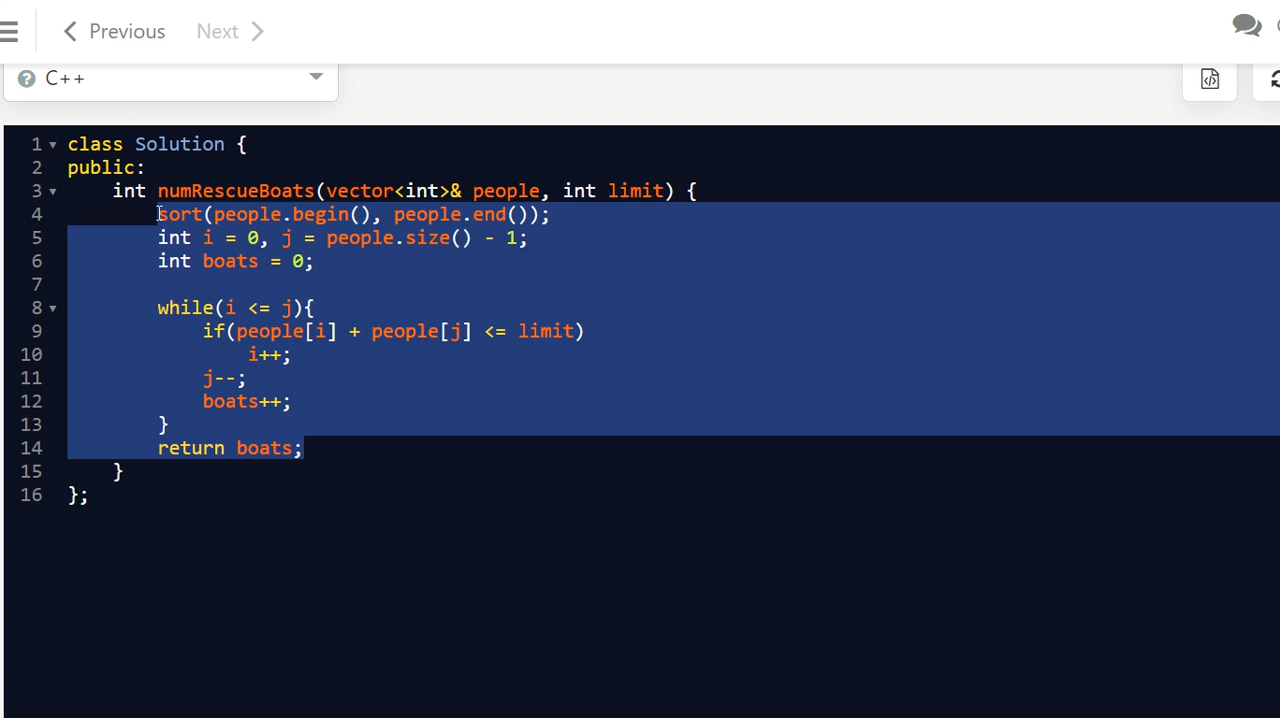 Previous Next
C++
1 class Solution {
2 public:
3 int numRescueBoats(vector<int>& people, int limit) {
4 sort(people.begin(), people.end());
5 int i = 0, j = people.size() - 1;
6 int boats = 0;
7
8 while(i <= j){
9 if(people[i] + people[j] <= limit)
10 i++;
11 j--;
12 boats++;
13 }
14 return boats;
15 }
16 };